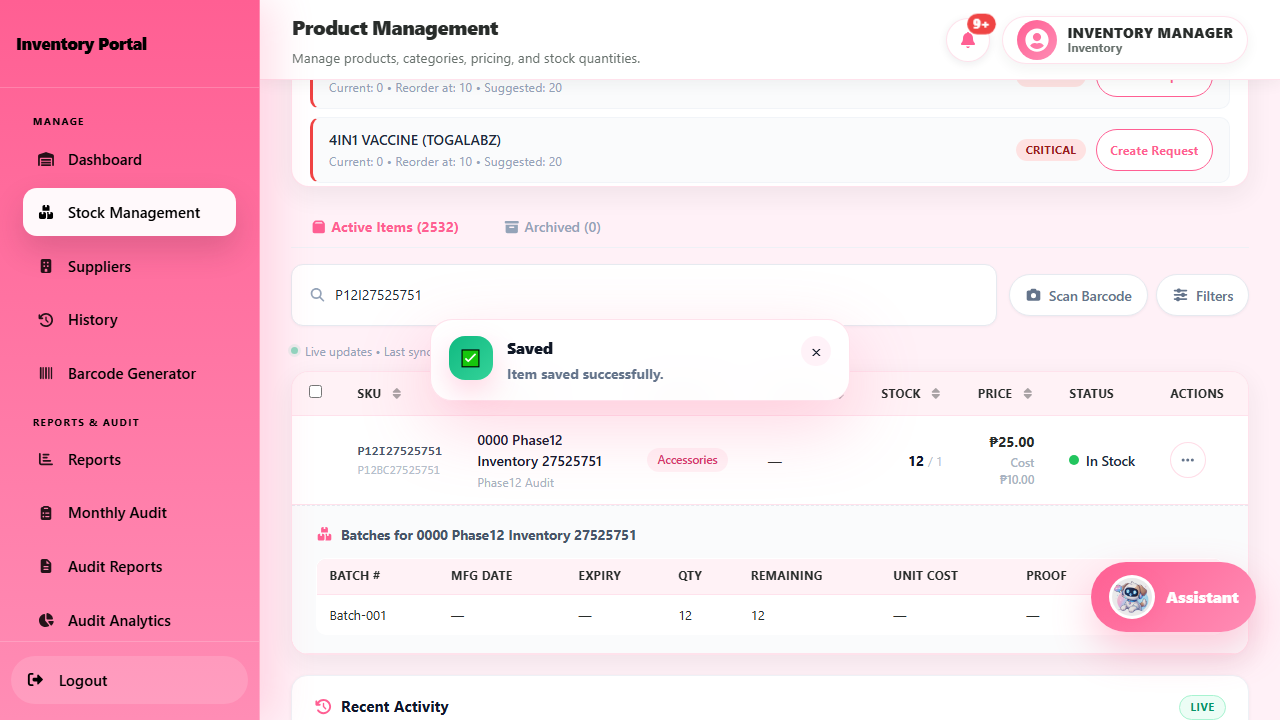 Inventory Portal
MANAGE
Dashboard
Stock Management
Suppliers
History
Barcode Generator
REPORTS & AUDIT
Reports
Monthly Audit
Audit Reports
Audit Analytics
Logout
Product Management
Manage products, categories, pricing, and stock quantities.
9+
INVENTORY MANAGER
Inventory
Current: 0 • Reorder at: 10 • Suggested: 20
4IN1 VACCINE (TOGALABZ)
Current: 0 • Reorder at: 10 • Suggested: 20
CRITICAL
Create Request
Active Items (2532)
Archived (0)
P12I27525751
Scan Barcode
Filters
Live updates • Last sync
Saved
Item saved successfully.
×
SKU
STOCK
PRICE
STATUS
ACTIONS
P12I27525751
P12BC27525751
0000 Phase12
Inventory 27525751
Phase12 Audit
Accessories
—
12 / 1
₱25.00
Cost
₱10.00
In Stock
Batches for 0000 Phase12 Inventory 27525751
BATCH # MFG DATE EXPIRY QTY REMAINING UNIT COST PROOF
Batch-001 — — 12 12 — —
Assistant
Recent Activity
LIVE